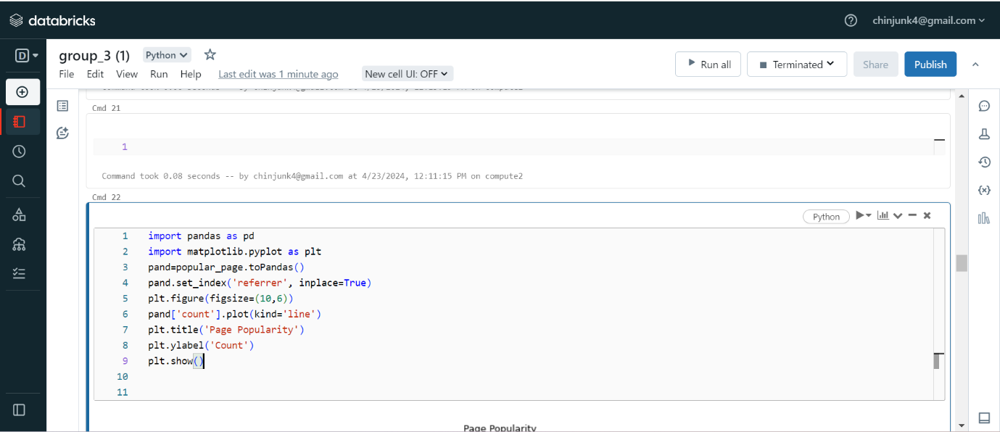 databricks
chinjunk4@gmail.com
D
group_3 (1)
Python
File Edit View Run Help Last edit was 1 minute ago New cell UI: OFF
Run all
Terminated
Share
Publish
Cmd 21
1
Command took 0.08 seconds -- by chinjunk4@gmail.com at 4/23/2024, 12:11:15 PM on compute2
Cmd 22
Python
1 import pandas as pd
2 import matplotlib.pyplot as plt
3 pand=popular_page.toPandas()
4 pand.set_index('referrer', inplace=True)
5 plt.figure(figsize=(10,6))
6 pand['count'].plot(kind='line')
7 plt.title('Page Popularity')
8 plt.ylabel('Count')
9 plt.show()
10
11
Page Popularity